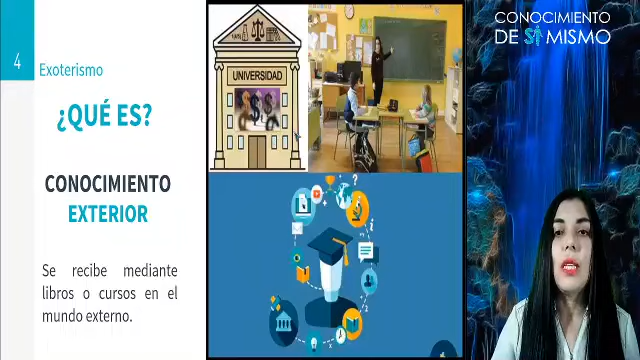 4
Exoterismo
¿QUÉ ES?
CONOCIMIENTO
EXTERIOR
Se recibe mediante
libros o cursos en el
mundo externo.
UNIVERSIDAD
CONOCIMIENTO
DE SÍ MISMO